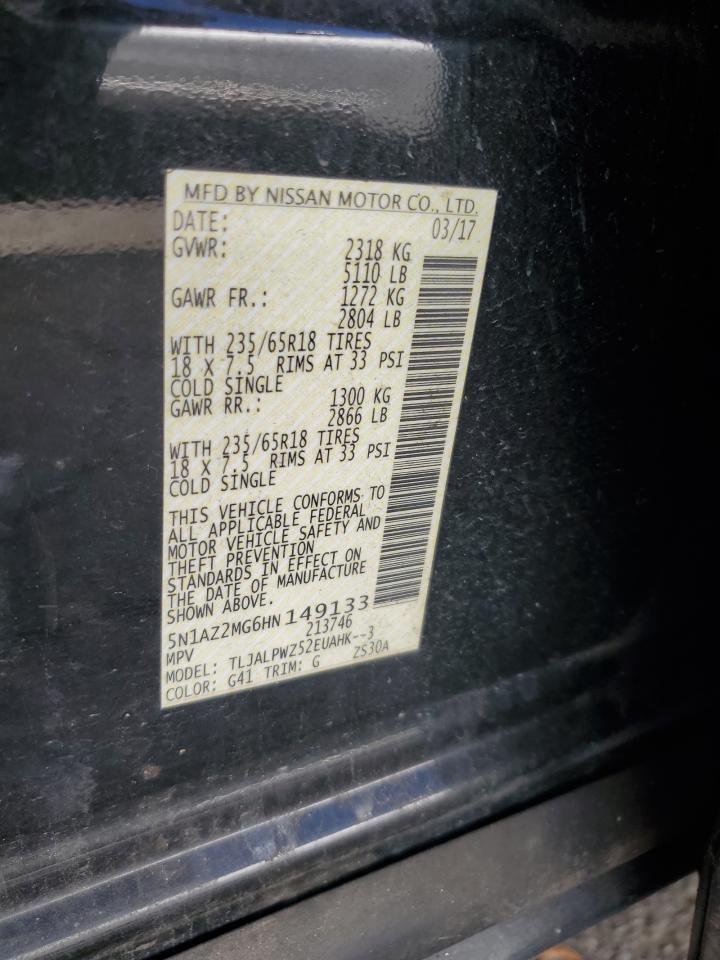 MFD BY NISSAN MOTOR CO., LTD.
DATE: 03/17
GVWR: 2318 KG
5110 LB
GAWR FR.: 1272 KG
2804 LB
WITH 235/65R18 TIRES
18 X 7.5 RIMS AT 33 PSI
COLD SINGLE
GAWR RR.: 1300 KG
2866 LB
WITH 235/65R18 TIRES
18 X 7.5 RIMS AT 33 PSI
COLD SINGLE
THIS VEHICLE CONFORMS TO
ALL APPLICABLE FEDERAL
MOTOR VEHICLE SAFETY AND
THEFT PREVENTION
STANDARDS IN EFFECT ON
THE DATE OF MANUFACTURE
SHOWN ABOVE.
5N1AZ2MG6HN 149133
MPV 213746
MODEL: TLJALPWZ52EUAHK--3
COLOR: G41 TRIM: G ZS30A